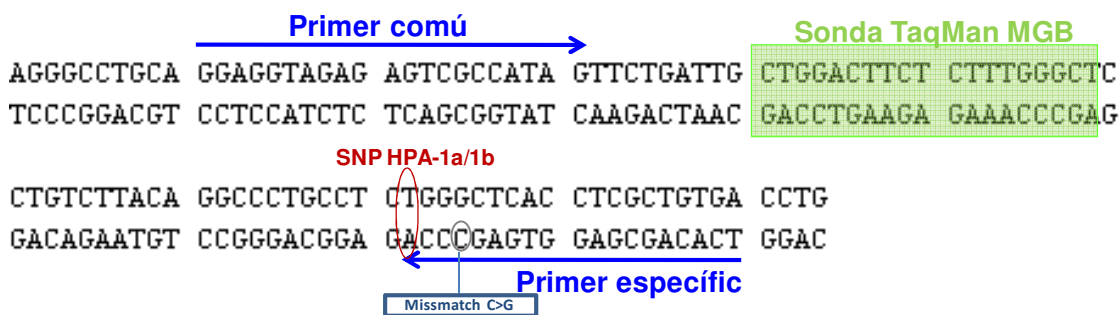 Primer comú
Sonda TaqMan MGB
AGGGCCTGCA GGAGGTAGAG AGTCGCCATA GTTCTGATTG CTGGACTTCT CTTTGGGCTC
TCCCGGACGT CCTCCATCTC TCAGCGGTAT CAAGACTAAC GACCTGAAGA GAAACCCGAG
SNP HPA-1a/1b
CTGTCTTACA GGCCCTGCCT CTGGGCTCAC CTCGCTGTGA CCTG
GACAGAATGT CCGGGACGGA GACCCGAGTG GAGCGACACT GGAC
Primer específic
Missmatch C>G